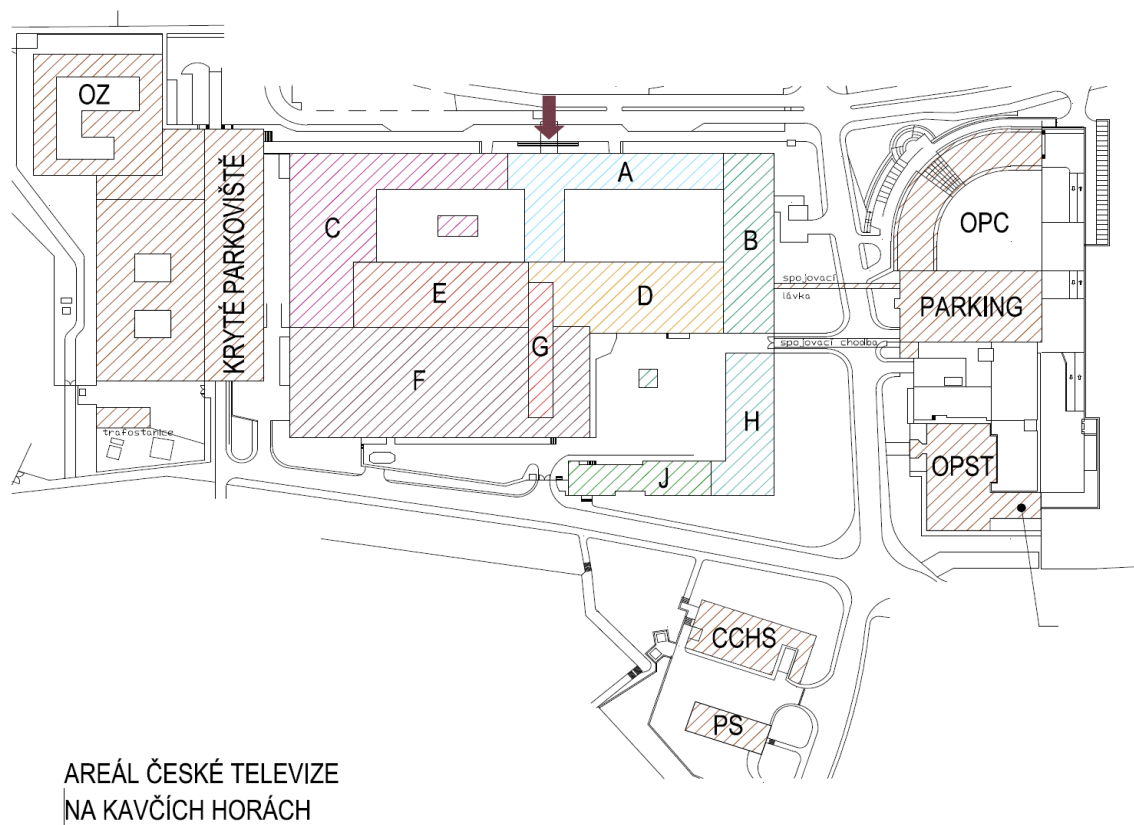 OZ
KRYTÉ PARKOVIŠTĚ
A
C
B
OPC
spojovací
lávka
E
D
PARKING
G
spojovací chodba
F
H
trafostanice
OPST
J
CCHS
PS
AREÁL ČESKÉ TELEVIZE
NA KAVČÍCH HORÁCH